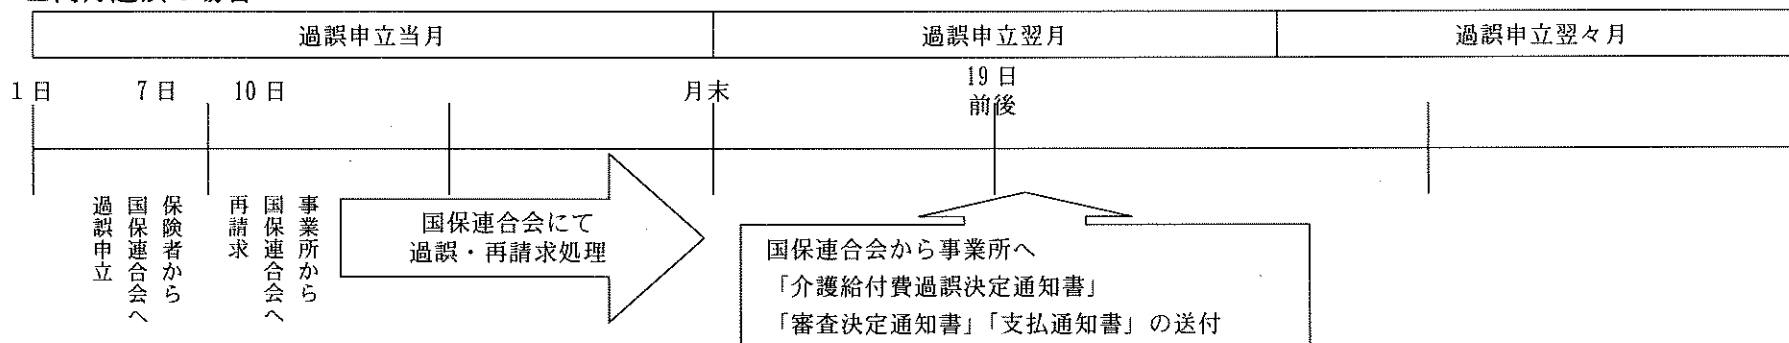 過誤申立当月
過誤申立翌月
過誤申立翌々月
1日
7日
10日
月末
19日
前後
保険者から
国保連合会へ
過誤申立
事業所から
国保連合会へ
再請求
国保連合会にて
過誤・再請求処理
国保連合会から事業所へ
「介護給付費過誤決定通知書」
「審査決定通知書」「支払通知書」の送付